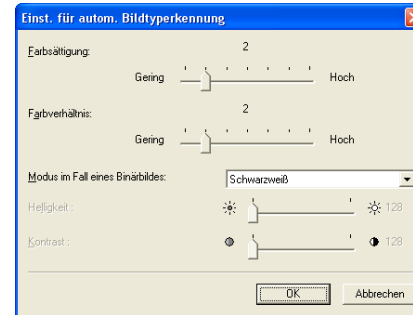 Einst. für autom. Bildtyperkennung
Farbsättigung:
2
Gering
Hoch
Farbverhältnis:
2
Gering
Hoch
Modus im Fall eines Binärbildes:
Schwarzweiß
Helligkeit :
128
Kontrast :
128
OK
Abbrechen